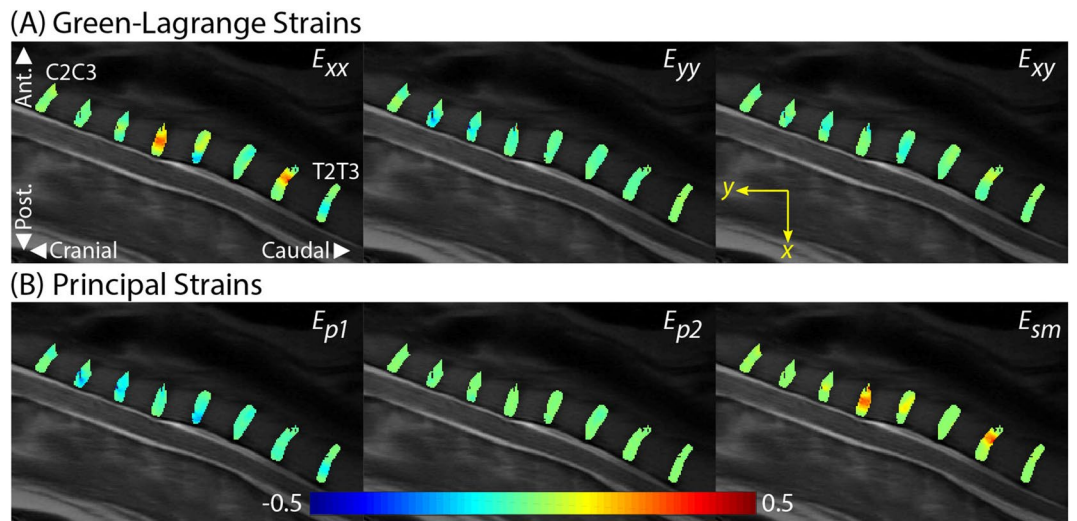 (A) Green-Lagrange Strains
Exx
Eyy
Exy
Ant.
C2C3
T2T3
Post.
Cranial
Caudal
y
x
(B) Principal Strains
Ep1
Ep2
Esm
-0.5
0.5